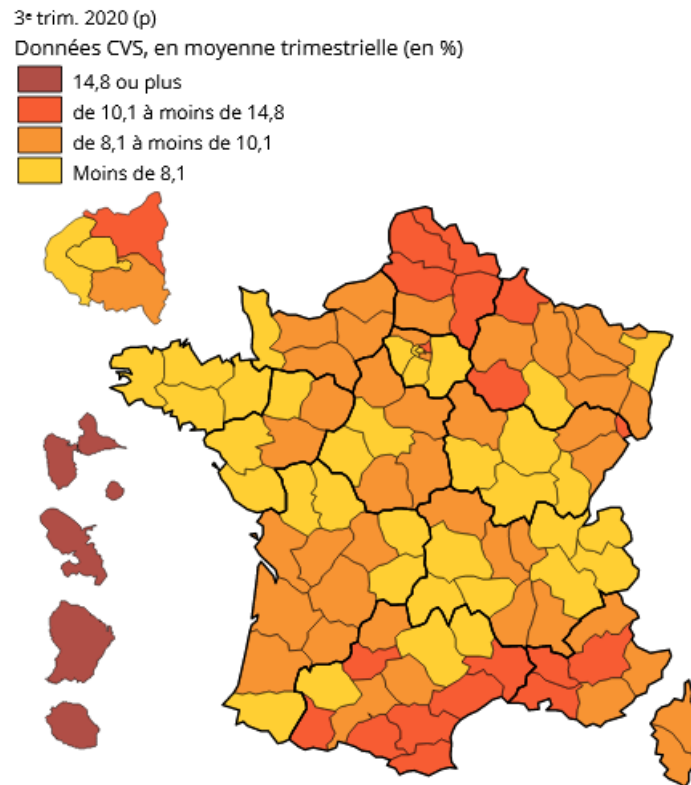 3ᵉ trim. 2020 (p)
Données CVS, en moyenne trimestrielle (en %)
14,8 ou plus
de 10,1 à moins de 14,8
de 8,1 à moins de 10,1
Moins de 8,1